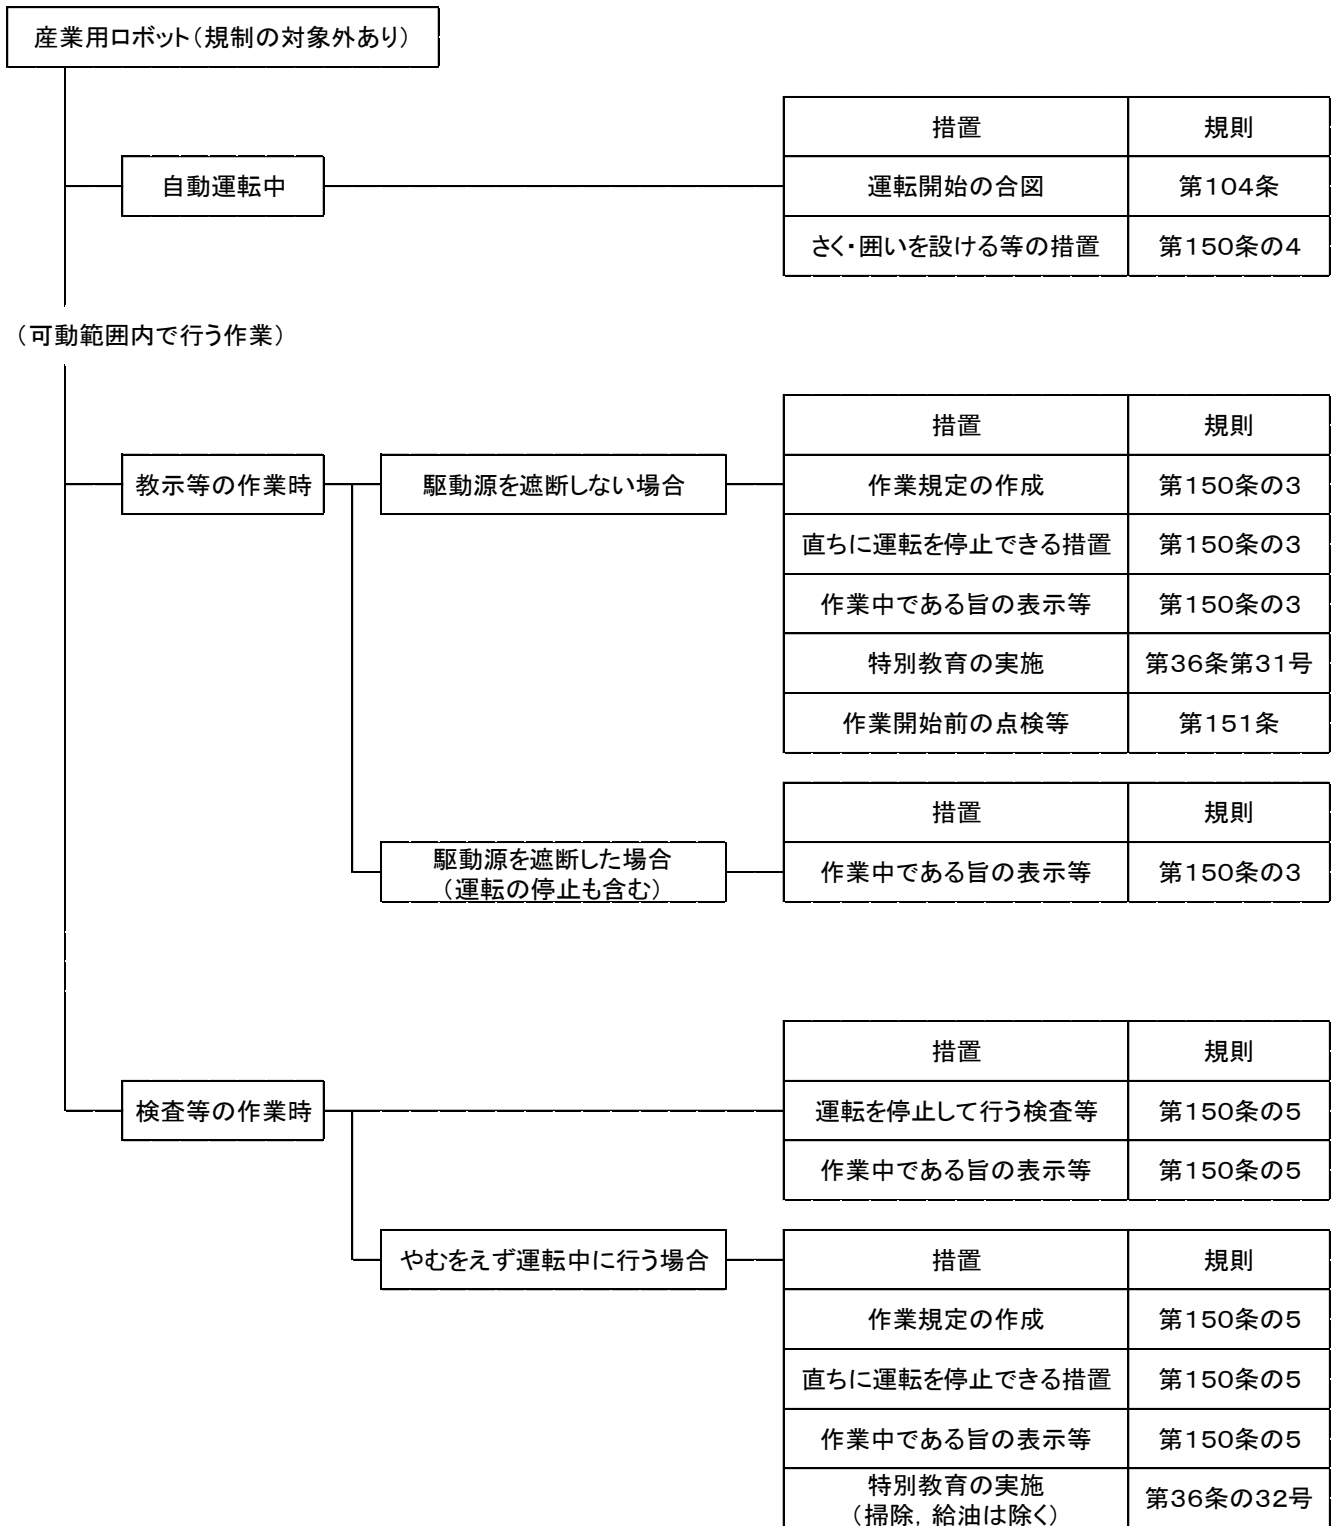 産業用ロボット（規制の対象外あり）
措置 規則
自動運転中 運転開始の合図 第104条
さく・囲いを設ける等の措置 第150条の4
（可動範囲内で行う作業）
措置 規則
教示等の作業時 駆動源を遮断しない場合 作業規定の作成 第150条の3
直ちに運転を停止できる措置 第150条の3
作業中である旨の表示等 第150条の3
特別教育の実施 第36条第31号
作業開始前の点検等 第151条
措置 規則
駆動源を遮断した場合
（運転の停止も含む）
作業中である旨の表示等 第150条の3
措置 規則
検査等の作業時 運転を停止して行う検査等 第150条の5
作業中である旨の表示等 第150条の5
やむをえず運転中に行う場合 措置 規則
作業規定の作成 第150条の5
直ちに運転を停止できる措置 第150条の5
作業中である旨の表示等 第150条の5
特別教育の実施
（掃除，給油は除く）
第36条の32号